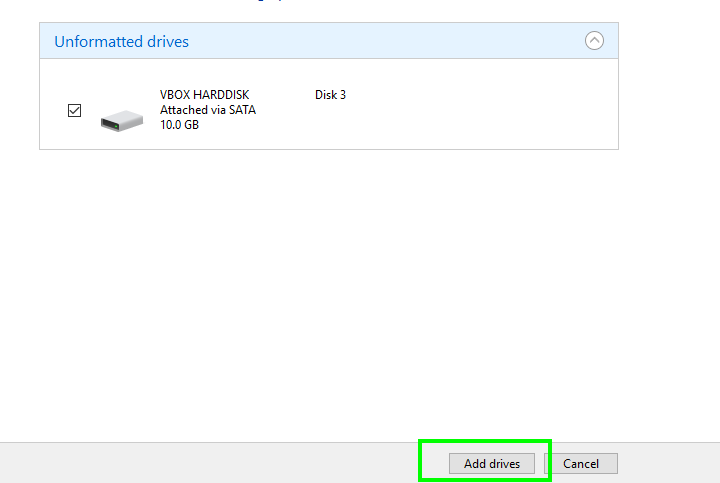 Unformatted drives
VBOX HARDDISK Disk 3
Attached via SATA
10.0 GB
Add drives Cancel